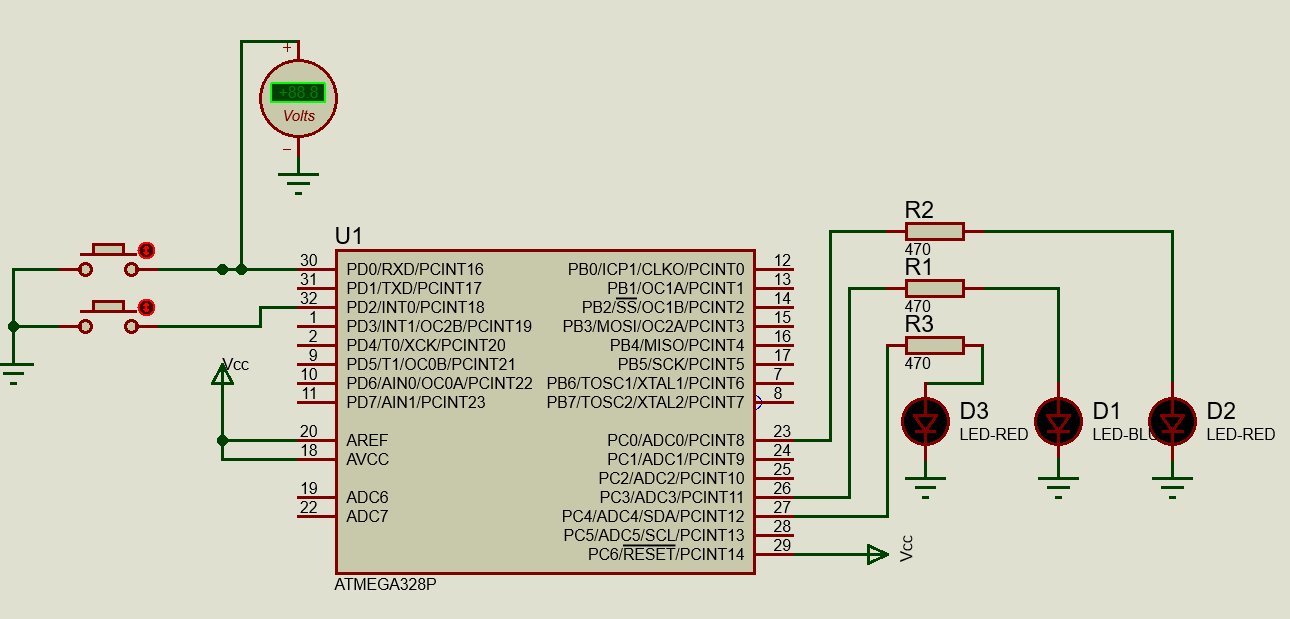 +
+88.8
Volts
−
U1
30 PD0/RXD/PCINT16
31 PD1/TXD/PCINT17
32 PD2/INT0/PCINT18
1 PD3/INT1/OC2B/PCINT19
2 PD4/T0/XCK/PCINT20
9 PD5/T1/OC0B/PCINT21
10 PD6/AIN0/OC0A/PCINT22
11 PD7/AIN1/PCINT23
Vcc
20 AREF
18 AVCC
19 ADC6
22 ADC7
PB0/ICP1/CLKO/PCINT0 12
PB1/OC1A/PCINT1 13
PB2/SS/OC1B/PCINT2 14
PB3/MOSI/OC2A/PCINT3 15
PB4/MISO/PCINT4 16
PB5/SCK/PCINT5 17
PB6/TOSC1/XTAL1/PCINT6 7
PB7/TOSC2/XTAL2/PCINT7 8
PC0/ADC0/PCINT8 23
PC1/ADC1/PCINT9 24
PC2/ADC2/PCINT10 25
PC3/ADC3/PCINT11 26
PC4/ADC4/SDA/PCINT12 27
PC5/ADC5/SCL/PCINT13 28
PC6/RESET/PCINT14 29
ATMEGA328P
Vcc
R2
470
R1
470
R3
470
D3
LED-RED
D1
LED-BLU
D2
LED-RED